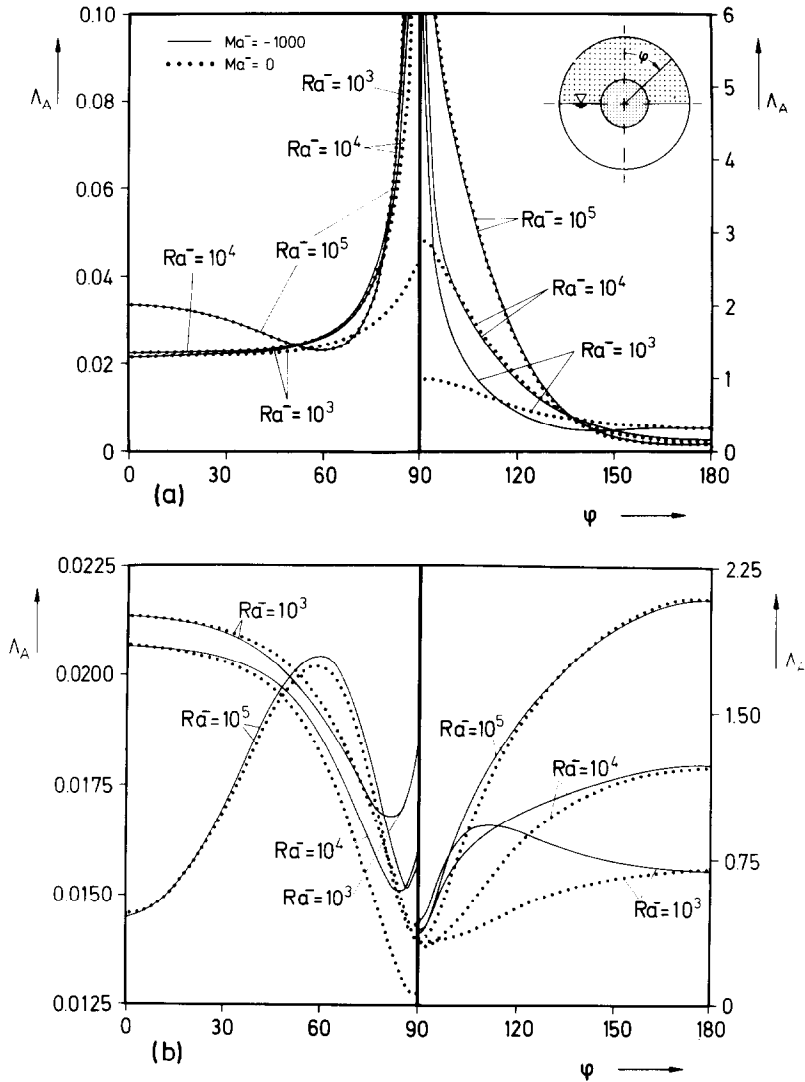 0.10
0.08
0.06
0.04
0.02
0
Λ_A
Ma⁻= -1000
Ma⁻= 0
Ra⁻= 10³
Ra⁻= 10⁴
Ra⁻= 10⁴
Ra⁻= 10⁵
Ra⁻= 10³
φ
6
5
4
3
2
1
0
Λ_A
Ra⁻= 10⁵
Ra⁻= 10⁴
Ra⁻= 10³
0 30 60 90 120 150 180
(a)
φ
0.0225
0.0200
0.0175
0.0150
0.0125
Λ_A
Ra⁻=10³
Ra⁻=10⁵
Ra⁻=10⁴
Ra⁻=10³
2.25
1.50
0.75
0
Ra⁻=10⁵
Ra⁻=10⁴
Ra⁻=10³
0 30 60 90 120 150 180
(b)
φ